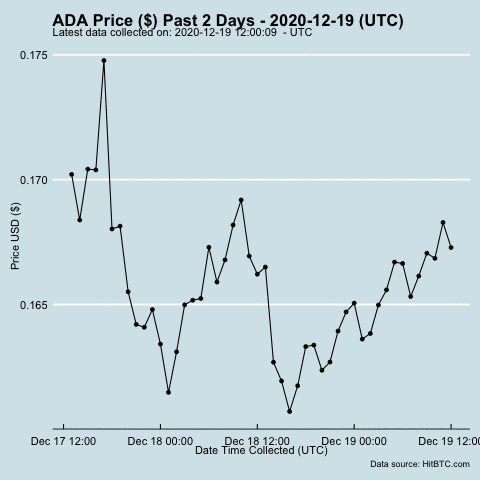 ADA Price ($) Past 2 Days - 2020-12-19 (UTC)
Latest data collected on: 2020-12-19 12:00:09 - UTC
0.175
0.170
0.165
Price USD ($)
Dec 17 12:00 Dec 18 00:00 Dec 18 12:00 Dec 19 00:00 Dec 19 12:00
Date Time Collected (UTC)
Data source: HitBTC.com